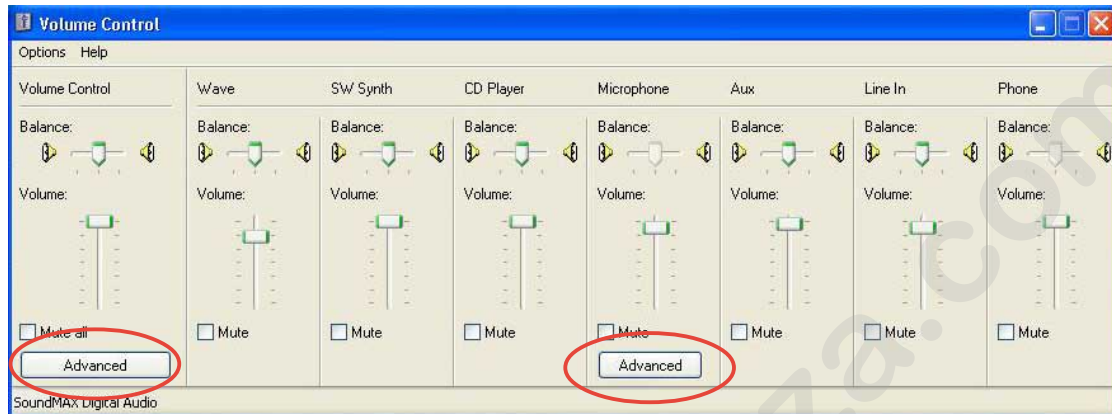 Volume Control
Options Help
Volume Control Wave SW Synth CD Player Microphone Aux Line In Phone
Balance: Balance: Balance: Balance: Balance: Balance: Balance: Balance:
Volume: Volume: Volume: Volume: Volume: Volume: Volume: Volume:
Mute all Mute Mute Mute Mute Mute Mute Mute
Advanced Advanced
SoundMAX Digital Audio
za.com